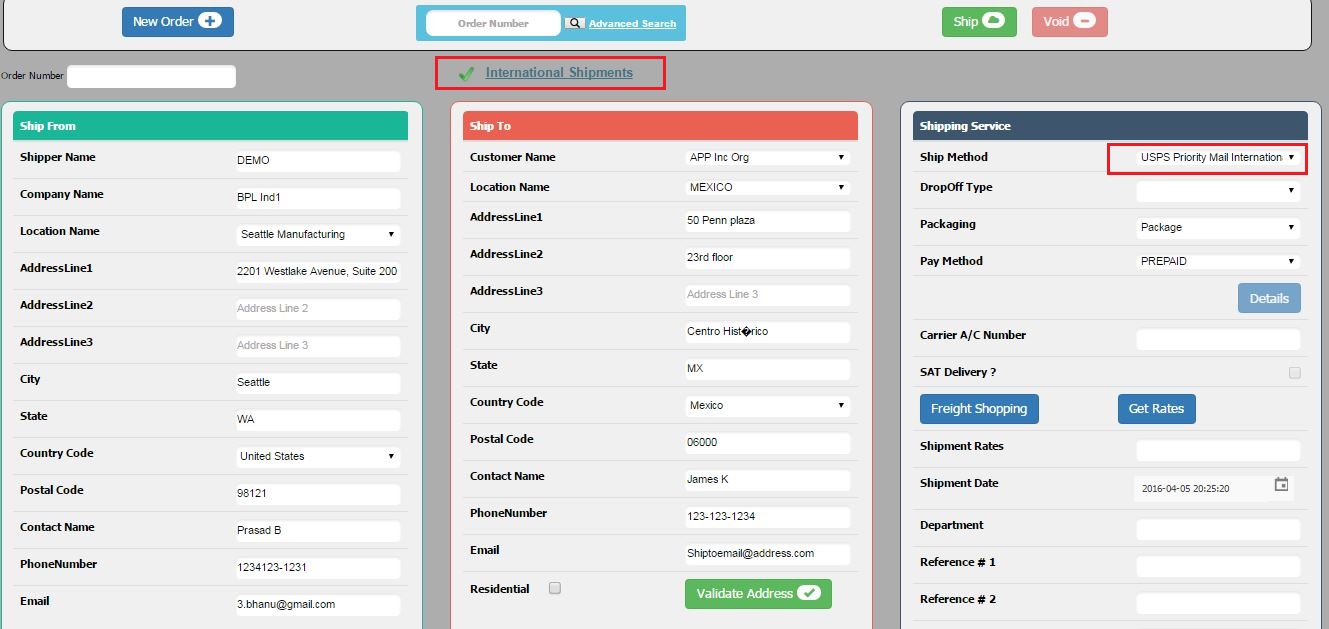 New Order
Order Number
Advanced Search
Ship
Void
Order Number
International Shipments
Ship From
Shipper Name
DEMO
Company Name
BPL Ind1
Location Name
Seattle Manufacturing
AddressLine1
2201 Westlake Avenue, Suite 200
AddressLine2
Address Line 2
AddressLine3
Address Line 3
City
Seattle
State
WA
Country Code
United States
Postal Code
98121
Contact Name
Prasad B
PhoneNumber
1234123-1231
Email
3.bhanu@gmail.com
Ship To
Customer Name
APP Inc Org
Location Name
MEXICO
AddressLine1
50 Penn plaza
AddressLine2
23rd floor
AddressLine3
Address Line 3
City
Centro Hist�rico
State
MX
Country Code
Mexico
Postal Code
06000
Contact Name
James K
PhoneNumber
123-123-1234
Email
Shiptoemail@address.com
Residential
Validate Address
Shipping Service
Ship Method
USPS Priority Mail Internation
DropOff Type
Packaging
Package
Pay Method
PREPAID
Details
Carrier A/C Number
SAT Delivery ?
Freight Shopping
Get Rates
Shipment Rates
Shipment Date
2016-04-05 20:25:20
Department
Reference # 1
Reference # 2